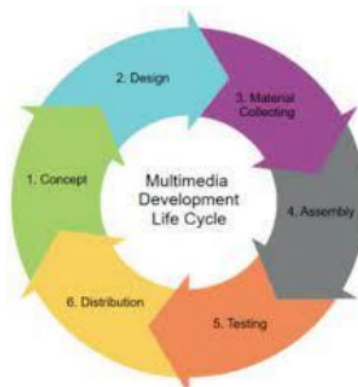 Multimedia
Development
Life Cycle
1. Concept
2. Design
3. Material
Collecting
4. Assembly
5. Testing
6. Distribution